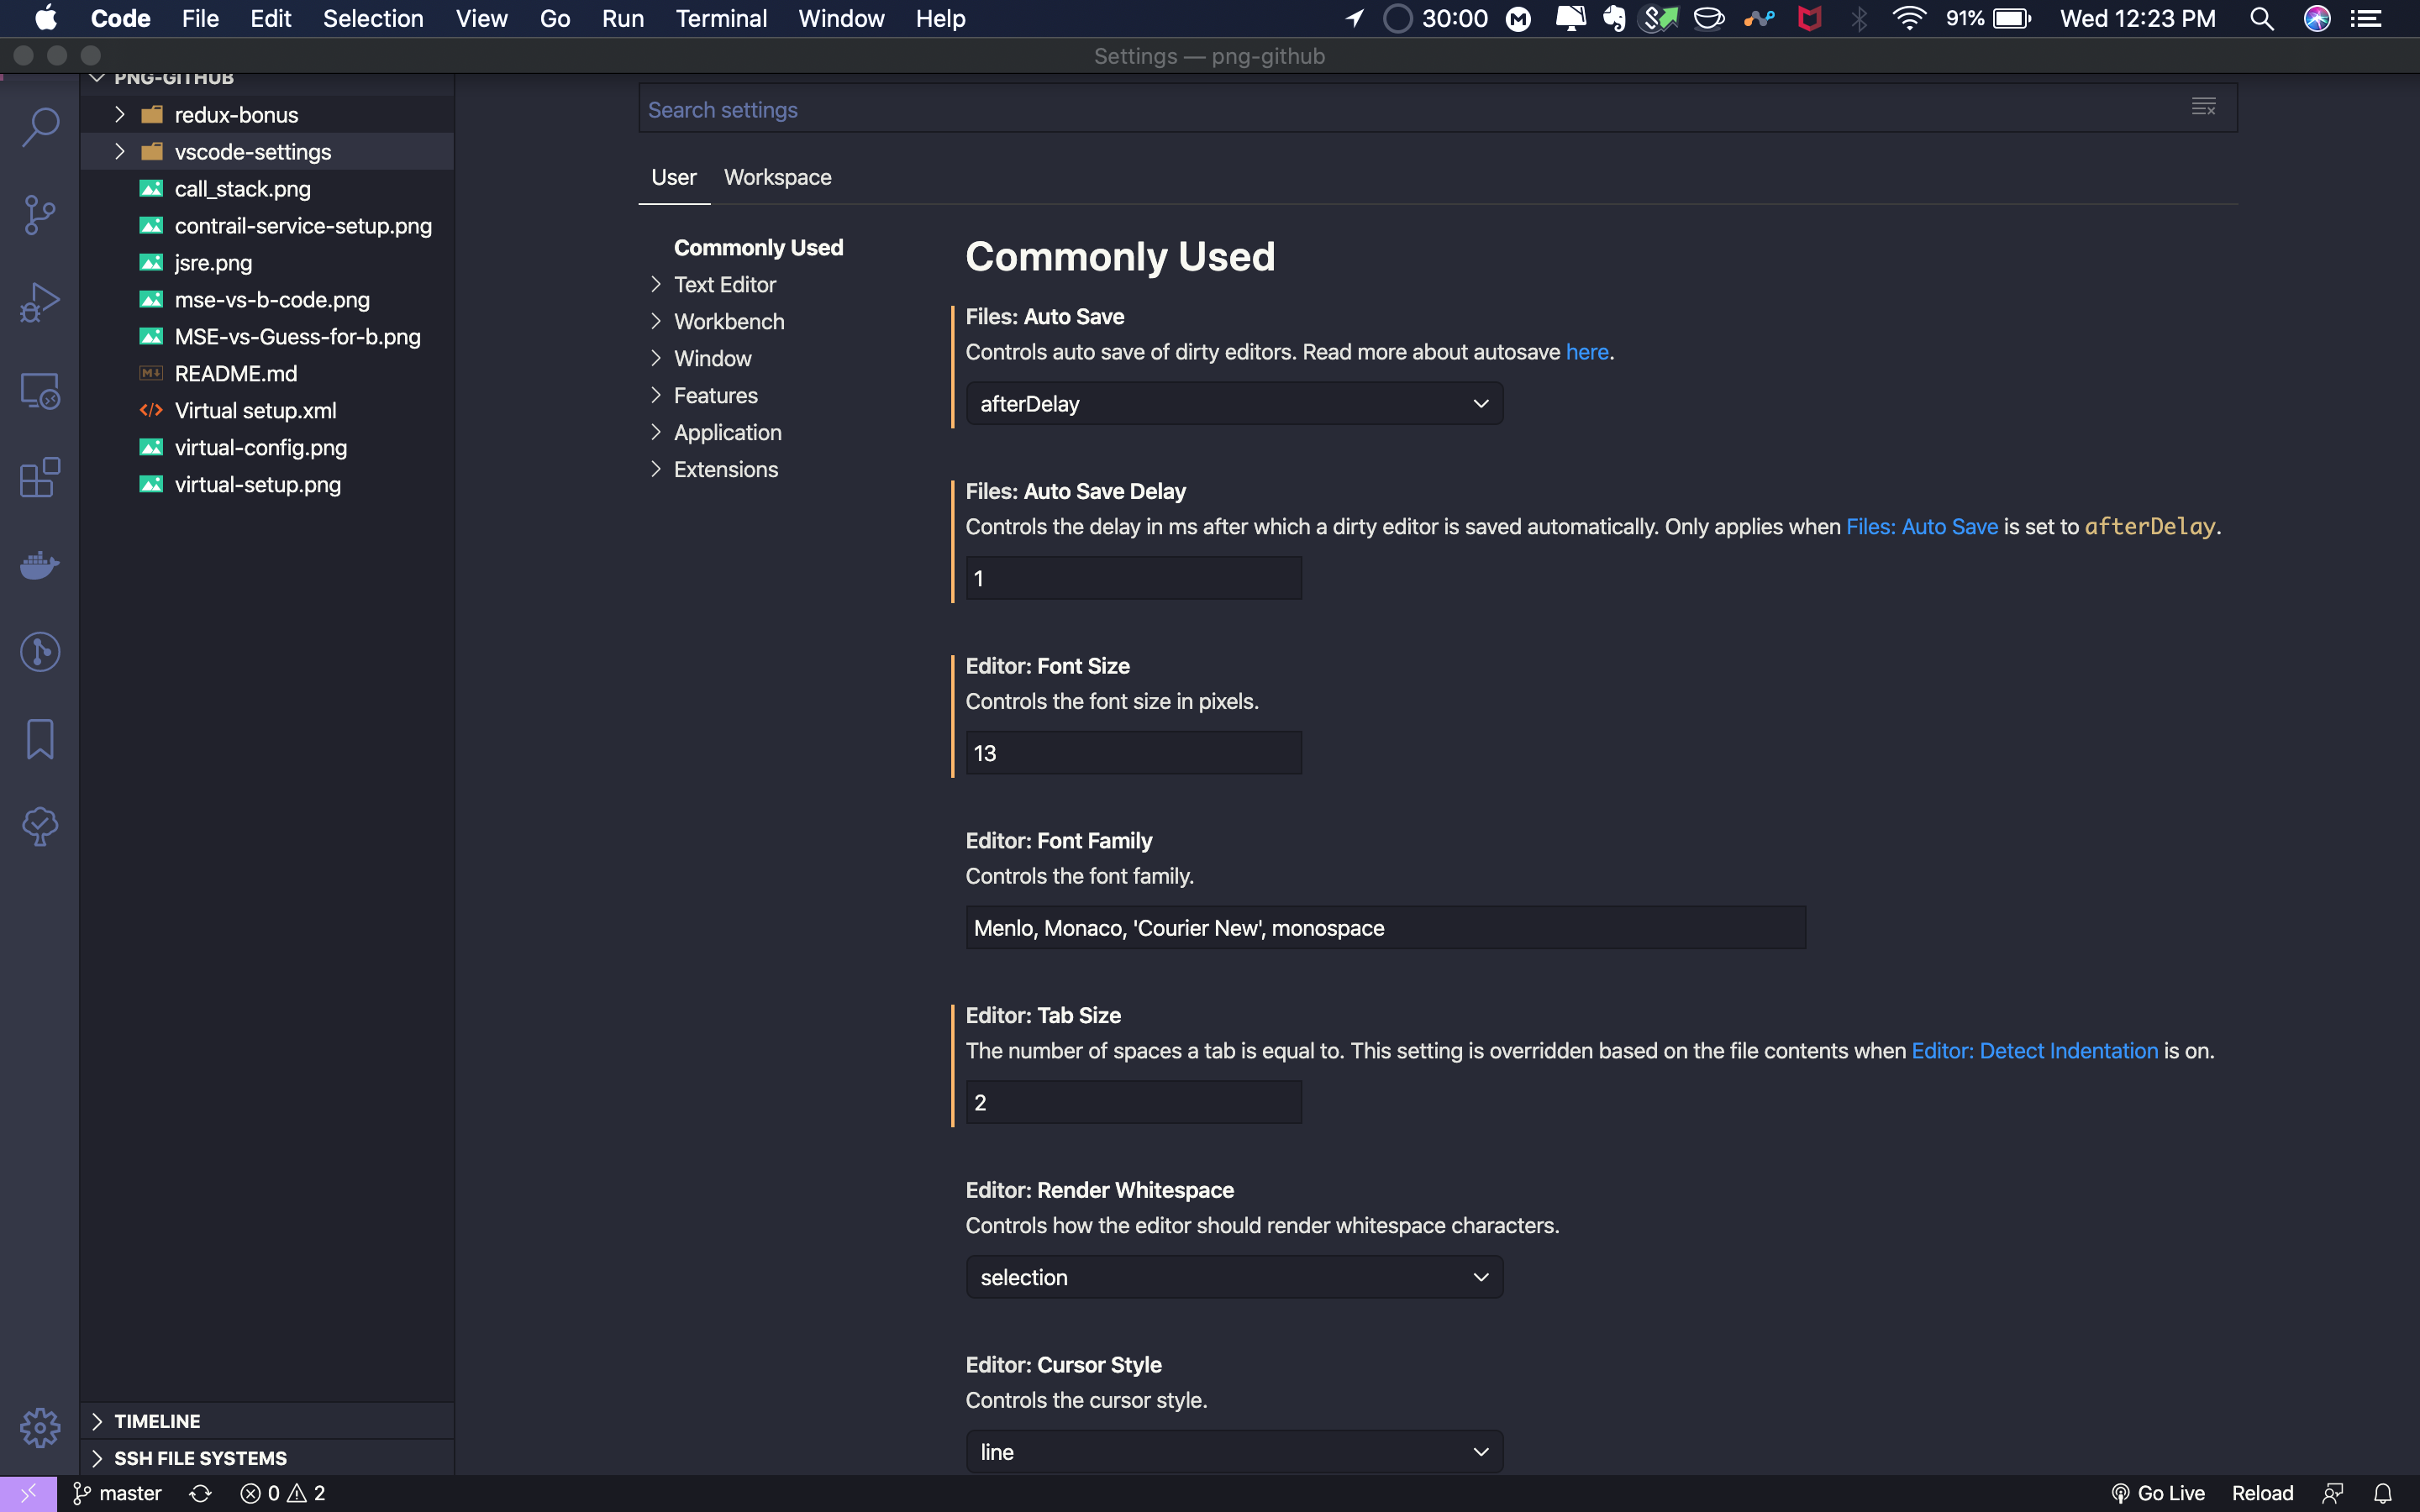 Code File Edit Selection View Go Run Terminal Window Help 30:00 91% Wed 12:23 PM
Settings — png-github
PNG-GITHUB
redux-bonus
vscode-settings
call_stack.png
contrail-service-setup.png
jsre.png
mse-vs-b-code.png
MSE-vs-Guess-for-b.png
README.md
Virtual setup.xml
virtual-config.png
virtual-setup.png
TIMELINE
SSH FILE SYSTEMS
Search settings
User Workspace
Commonly Used
Text Editor
Workbench
Window
Features
Application
Extensions
Commonly Used
Files: Auto Save
Controls auto save of dirty editors. Read more about autosave here.
afterDelay
Files: Auto Save Delay
Controls the delay in ms after which a dirty editor is saved automatically. Only applies when Files: Auto Save is set to afterDelay.
1
Editor: Font Size
Controls the font size in pixels.
13
Editor: Font Family
Controls the font family.
Menlo, Monaco, 'Courier New', monospace
Editor: Tab Size
The number of spaces a tab is equal to. This setting is overridden based on the file contents when Editor: Detect Indentation is on.
2
Editor: Render Whitespace
Controls how the editor should render whitespace characters.
selection
Editor: Cursor Style
Controls the cursor style.
line
master 0 2 Go Live Reload